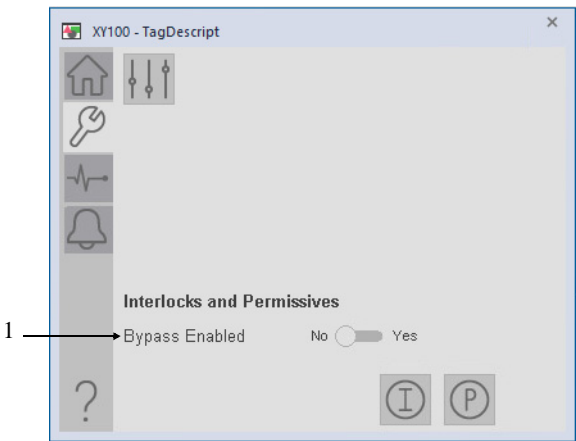 XY100 - TagDescript
Interlocks and Permissives
1
Bypass Enabled No Yes
?
I P